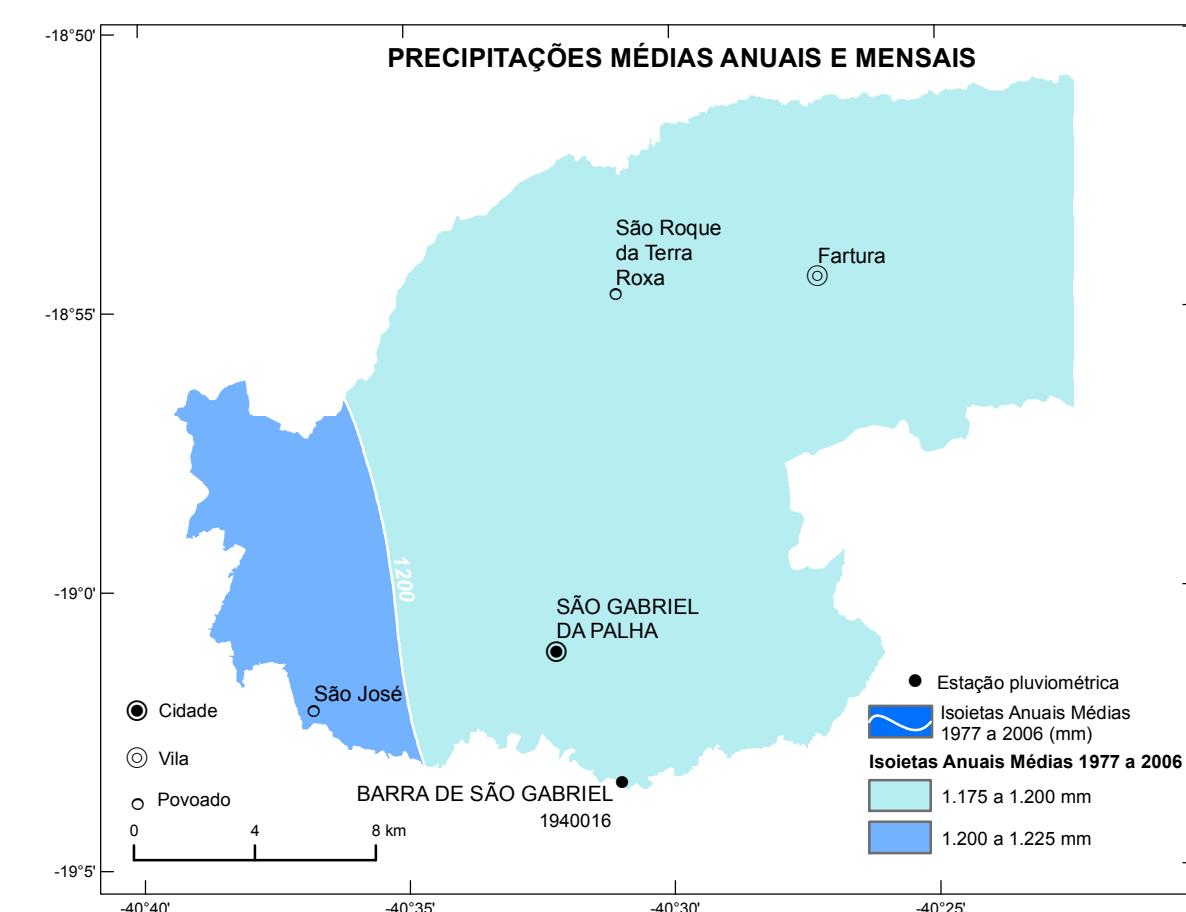 PRECIPITAÇÕES MÉDIAS ANUAIS E MENSAIS
-18°50'
-18°55'
-19°0'
-19°5'
São Roque
da Terra
Roxa
Fartura
1200
SÃO GABRIEL
DA PALHA
São José
BARRA DE SÃO GABRIEL
1940016
Cidade
Vila
Povoado
0 4 8 km
Estação pluviométrica
Isoietas Anuais Médias
1977 a 2006 (mm)
Isoietas Anuais Médias 1977 a 2006
1.175 a 1.200 mm
1.200 a 1.225 mm
-40°40' -40°35' -40°30' -40°25'